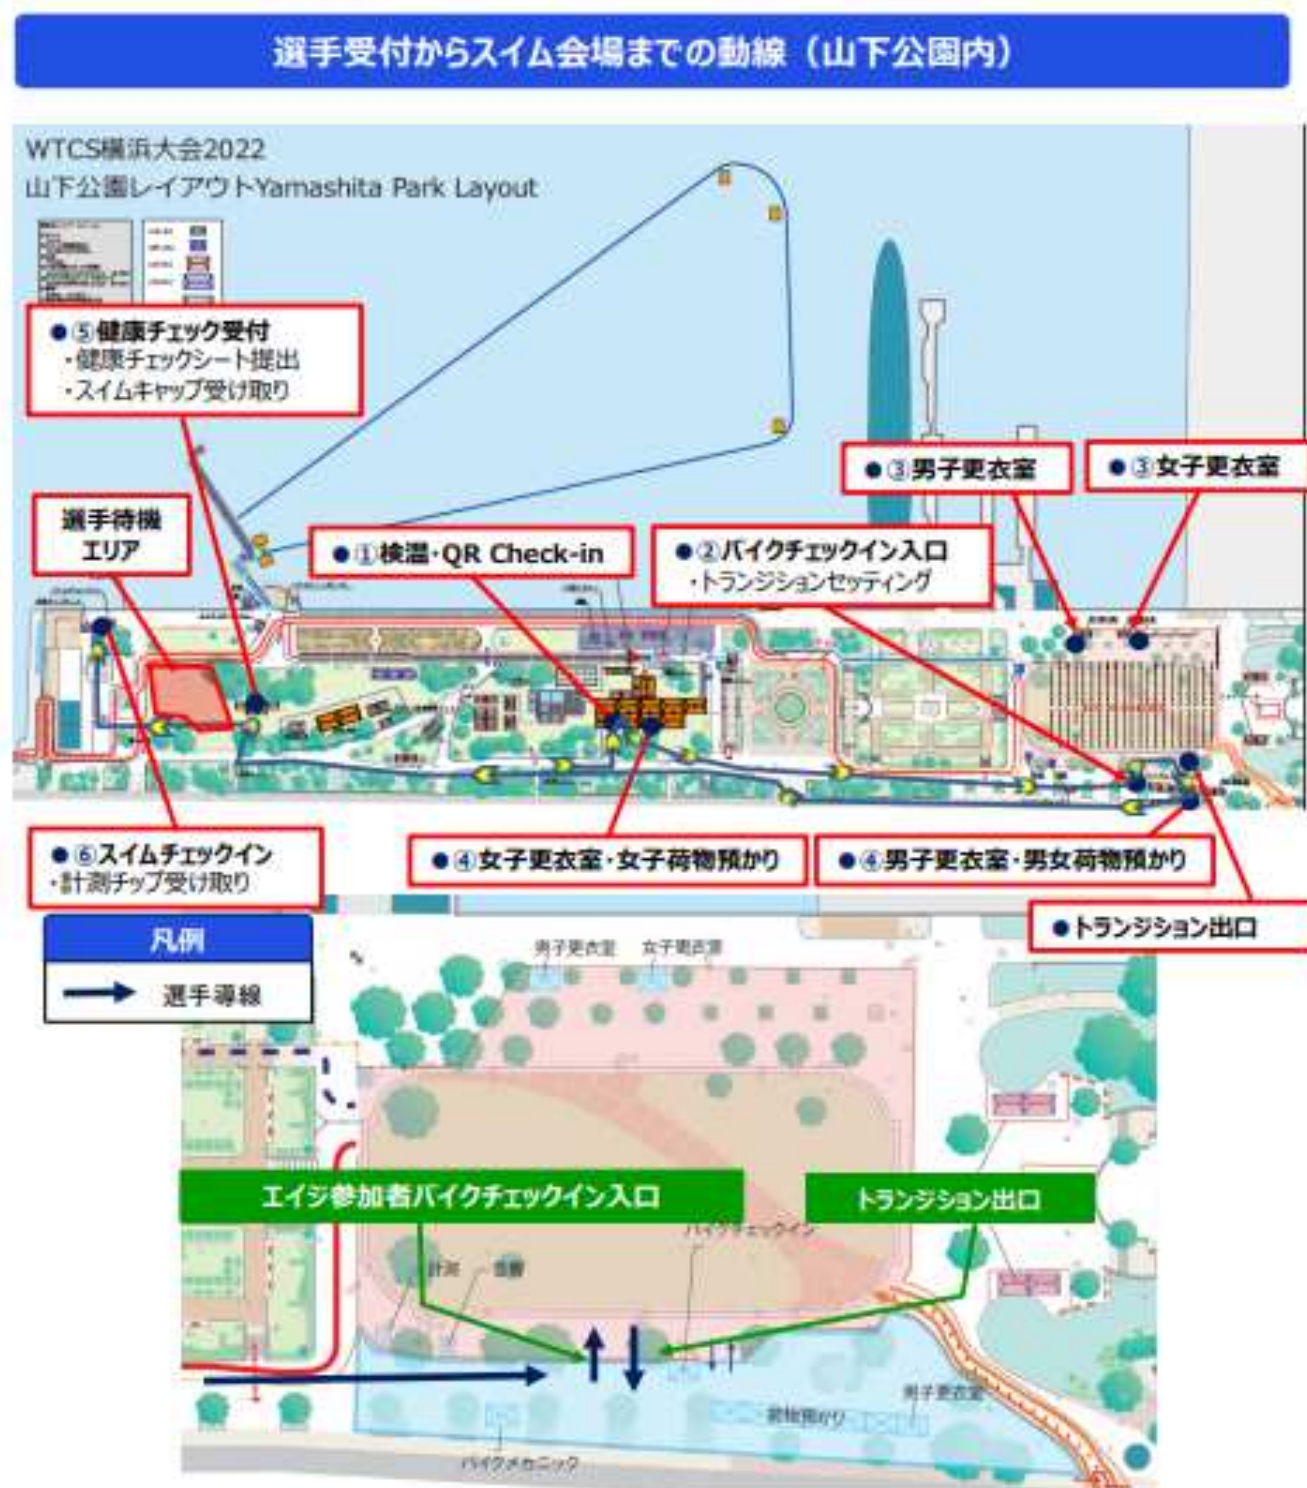 選手受付からスイム会場までの動線（山下公園内）
WTCS横浜大会2022
山下公園レイアウトYamashita Park Layout
●⑤健康チェック受付
・健康チェックシート提出
・スイムキャップ受け取り
●③男子更衣室
●③女子更衣室
選手待機
エリア
●①検温・QR Check-in
●②バイクチェックイン入口
・トランジションセッティング
●⑥スイムチェックイン
・計測チップ受け取り
●④女子更衣室・女子荷物預かり
●④男子更衣室・男女荷物預かり
●トランジション出口
凡例
選手導線
男子更衣室
女子更衣室
エイジ参加者バイクチェックイン入口
トランジション出口
バイクチェックイン
計測
男子更衣室
荷物預かり
バイクメカニック